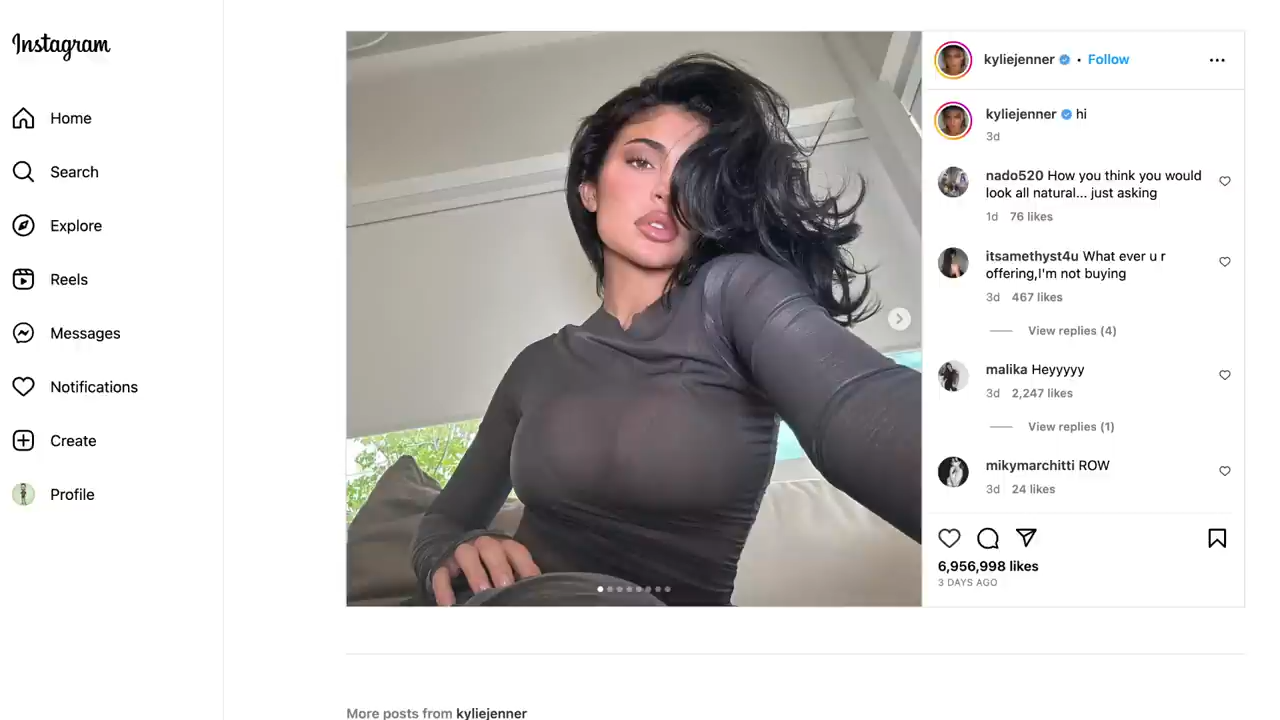 Instagram
Home
Search
Explore
Reels
Messages
Notifications
Create
Profile
kyliejenner • Follow
kyliejenner hi
3d
nado520 How you think you would
look all natural... just asking
1d 76 likes
itsamethyst4u What ever u r
offering,I'm not buying
3d 467 likes
View replies (4)
malika Heyyyyy
3d 2,247 likes
View replies (1)
mikymarchitti ROW
3d 24 likes
6,956,998 likes
3 DAYS AGO
More posts from kyliejenner